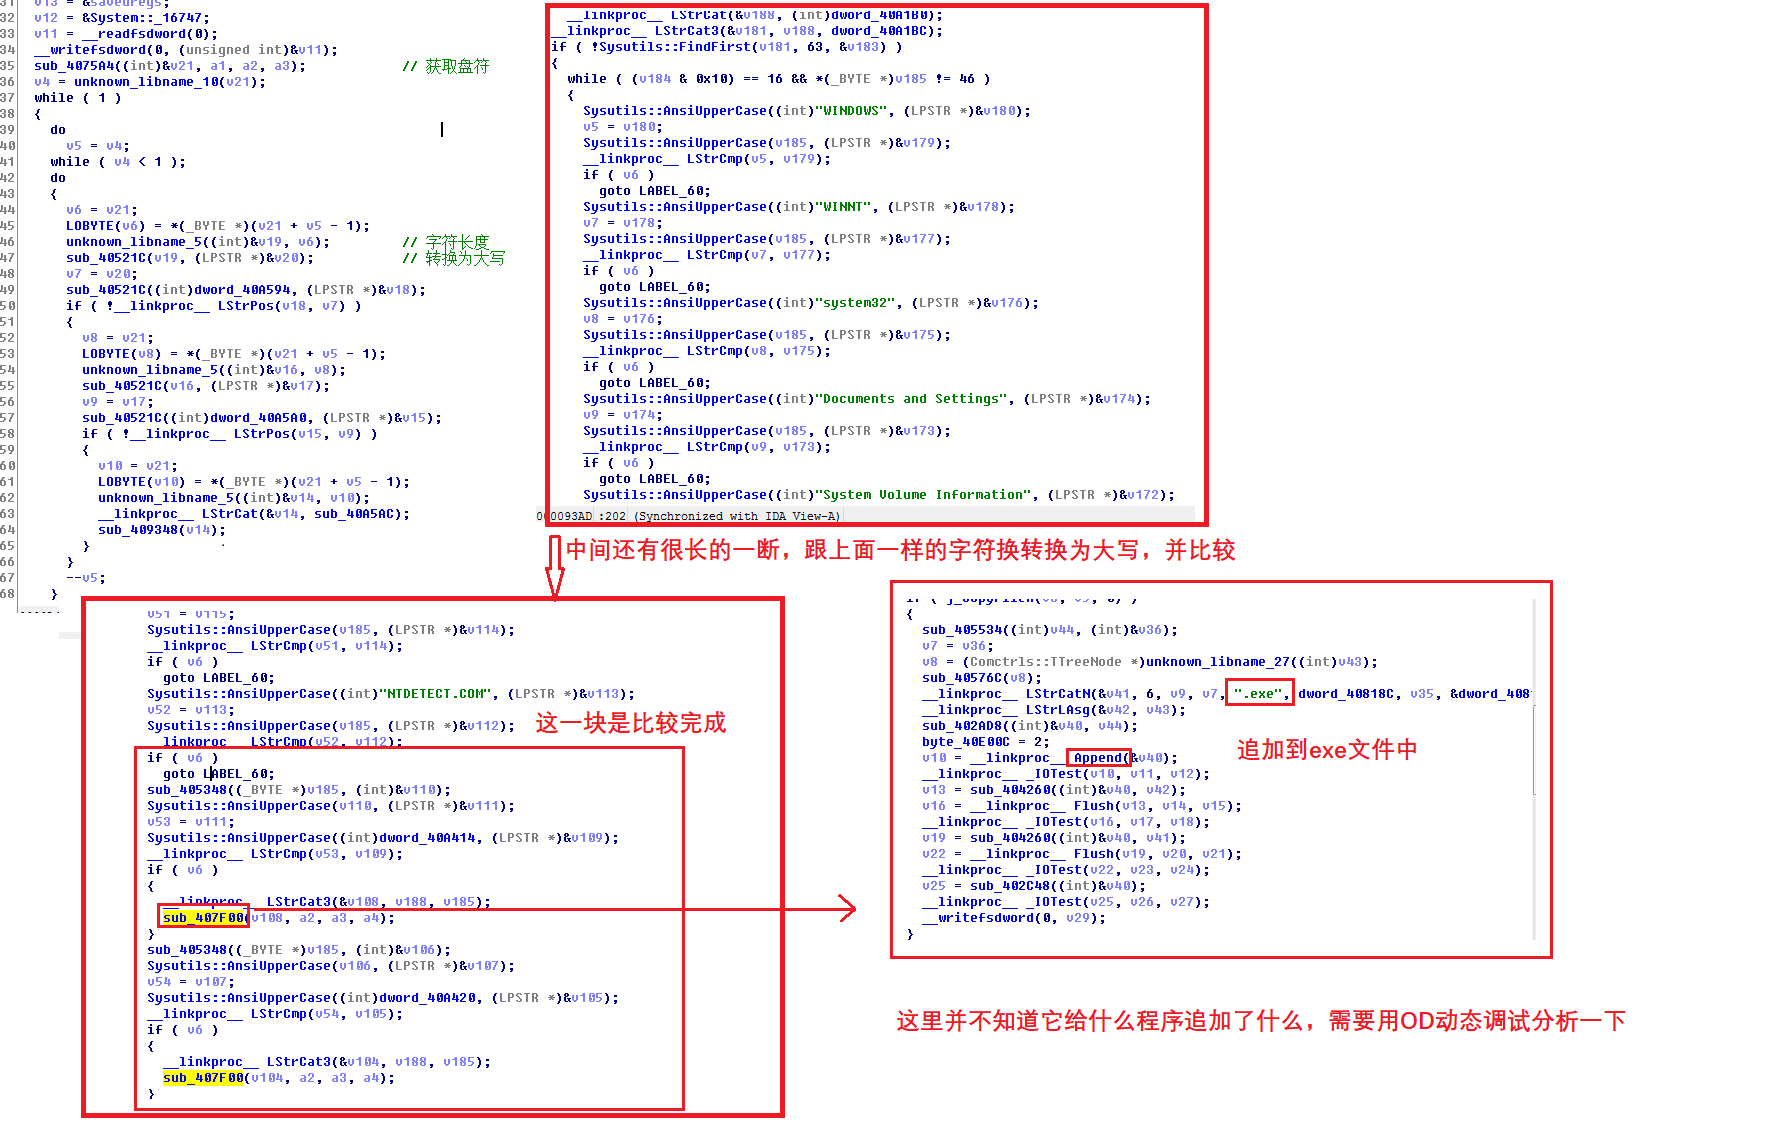 31 v13 = &savedregs;
32 v12 = &System::_16747;
33 v11 = __readfsdword(0);
34 __writefsdword(0, (unsigned int)&v11);
35 sub_4075A4((int)&v21, a1, a2, a3); // 获取盘符
36 v4 = unknown_libname_10(v21);
37 while ( 1 )
38 {
39 do
40 v5 = v4;
41 while ( v4 < 1 );
42 do
43 {
44 v6 = v21;
45 LOBYTE(v6) = *(_BYTE *)(v21 + v5 - 1);
46 unknown_libname_5((int)&v19, v6); // 字符长度
47 sub_40521C(v19, (LPSTR *)&v20); // 转换为大写
48 v7 = v20;
49 sub_40521C((int)dword_40A594, (LPSTR *)&v18);
50 if ( !__linkproc__ LStrPos(v18, v7) )
51 {
52 v8 = v21;
53 LOBYTE(v8) = *(_BYTE *)(v21 + v5 - 1);
54 unknown_libname_5((int)&v16, v8);
55 sub_40521C(v16, (LPSTR *)&v17);
56 v9 = v17;
57 sub_40521C((int)dword_40A5A0, (LPSTR *)&v15);
58 if ( !__linkproc__ LStrPos(v15, v9) )
59 {
60 v10 = v21;
61 LOBYTE(v10) = *(_BYTE *)(v21 + v5 - 1);
62 unknown_libname_5((int)&v14, v10);
63 __linkproc__ LStrCat(&v14, sub_40A5AC);
64 sub_409348(v14);
65 }
66 }
67 --v5;
68 }
__linkproc__ LStrCat(&v188, (int)dword_40A1B0);
__linkproc__ LStrCat3(&v181, v188, dword_40A1BC);
if ( !Sysutils::FindFirst(v181, 63, &v183) )
{
while ( (v184 & 0x10) == 16 && *(_BYTE *)v185 != 46 )
{
Sysutils::AnsiUpperCase((int)"WINDOWS", (LPSTR *)&v180);
v5 = v180;
Sysutils::AnsiUpperCase(v185, (LPSTR *)&v179);
__linkproc__ LStrCmp(v5, v179);
if ( v6 )
goto LABEL_60;
Sysutils::AnsiUpperCase((int)"WINNT", (LPSTR *)&v178);
v7 = v178;
Sysutils::AnsiUpperCase(v185, (LPSTR *)&v177);
__linkproc__ LStrCmp(v7, v177);
if ( v6 )
goto LABEL_60;
Sysutils::AnsiUpperCase((int)"system32", (LPSTR *)&v176);
v8 = v176;
Sysutils::AnsiUpperCase(v185, (LPSTR *)&v175);
__linkproc__ LStrCmp(v8, v175);
if ( v6 )
goto LABEL_60;
Sysutils::AnsiUpperCase((int)"Documents and Settings", (LPSTR *)&v174);
v9 = v174;
Sysutils::AnsiUpperCase(v185, (LPSTR *)&v173);
__linkproc__ LStrCmp(v9, v173);
if ( v6 )
goto LABEL_60;
Sysutils::AnsiUpperCase((int)"System Volume Information", (LPSTR *)&v172);
000093AD :202 (Synchronized with IDA View-A)
中间还有很长的一断，跟上面一样的字符换转换为大写，并比较
v51 = v115;
Sysutils::AnsiUpperCase(v185, (LPSTR *)&v114);
__linkproc__ LStrCmp(v51, v114);
if ( v6 )
goto LABEL_60;
Sysutils::AnsiUpperCase((int)"NTDETECT.COM", (LPSTR *)&v113);
v52 = v113;
Sysutils::AnsiUpperCase(v185, (LPSTR *)&v112);
__linkproc__ LStrCmp(v52, v112);
这一块是比较完成
if ( v6 )
goto LABEL_60;
sub_405348((_BYTE *)v185, (int)&v110);
Sysutils::AnsiUpperCase(v110, (LPSTR *)&v111);
v53 = v111;
Sysutils::AnsiUpperCase((int)dword_40A414, (LPSTR *)&v109);
__linkproc__ LStrCmp(v53, v109);
if ( v6 )
{
__linkproc__ LStrCat3(&v108, v188, v185);
sub_407F00(v108, a2, a3, a4);
}
sub_405348((_BYTE *)v185, (int)&v106);
Sysutils::AnsiUpperCase(v106, (LPSTR *)&v107);
v54 = v107;
Sysutils::AnsiUpperCase((int)dword_40A420, (LPSTR *)&v105);
__linkproc__ LStrCmp(v54, v105);
if ( v6 )
{
__linkproc__ LStrCat3(&v104, v188, v185);
sub_407F00(v104, a2, a3, a4);
}
{
sub_405534((int)v44, (int)&v36);
v7 = v36;
v8 = (Comctrls::TTreeNode *)unknown_libname_27((int)v43);
sub_40576C(v8);
__linkproc__ LStrCatN(&v41, 6, v9, v7, ".exe", dword_40818C, v35, &dword_408
__linkproc__ LStrLAsg(&v42, v43);
sub_402AD8((int)&v40, v44);
byte_40E00C = 2;
v10 = __linkproc__ Append(&v40);
__linkproc__ _IOTest(v10, v11, v12);
v13 = sub_404260((int)&v40, v42);
v16 = __linkproc__ Flush(v13, v14, v15);
__linkproc__ _IOTest(v16, v17, v18);
v19 = sub_404260((int)&v40, v41);
v22 = __linkproc__ Flush(v19, v20, v21);
__linkproc__ _IOTest(v22, v23, v24);
v25 = sub_402C48((int)&v40);
__linkproc__ _IOTest(v25, v26, v27);
__writefsdword(0, v29);
}
追加到exe文件中
这里并不知道它给什么程序追加了什么，需要用OD动态调试分析一下